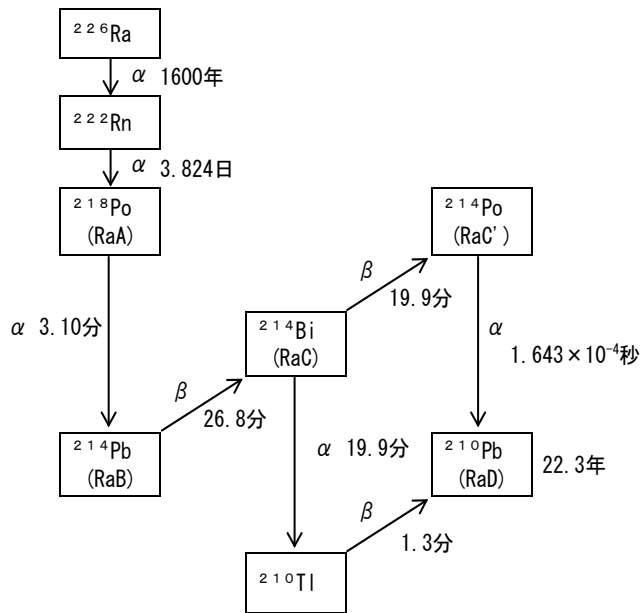 ²²⁶Ra
α 1600年
²²²Rn
α 3.824日
²¹⁸Po
(RaA)
²¹⁴Po
(RaC')
β
19.9分
α 3.10分
²¹⁴Bi
(RaC)
α
1.643×10⁻⁴秒
β
26.8分
²¹⁴Pb
(RaB)
α 19.9分
²¹⁰Pb
(RaD)
22.3年
β
1.3分
²¹⁰Tl